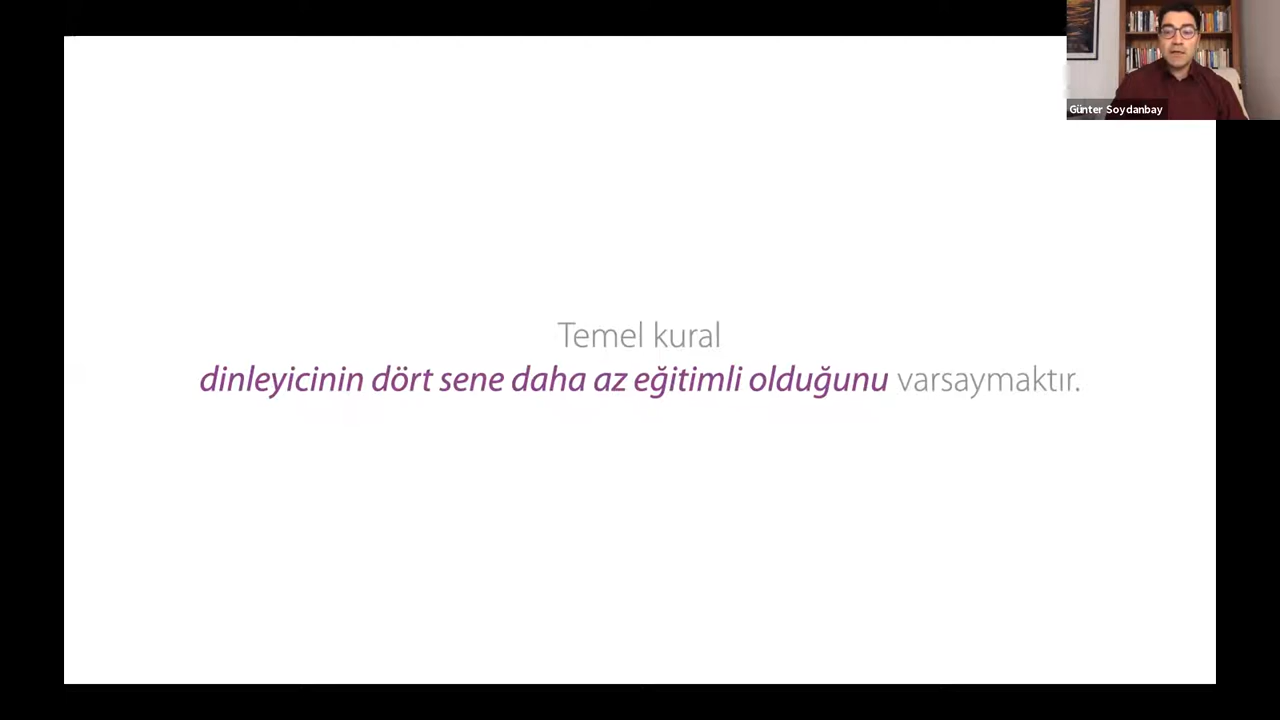 Günter Soydanbay
Temel kural
dinleyicinin dört sene daha az eğitimli olduğunu varsaymaktır.